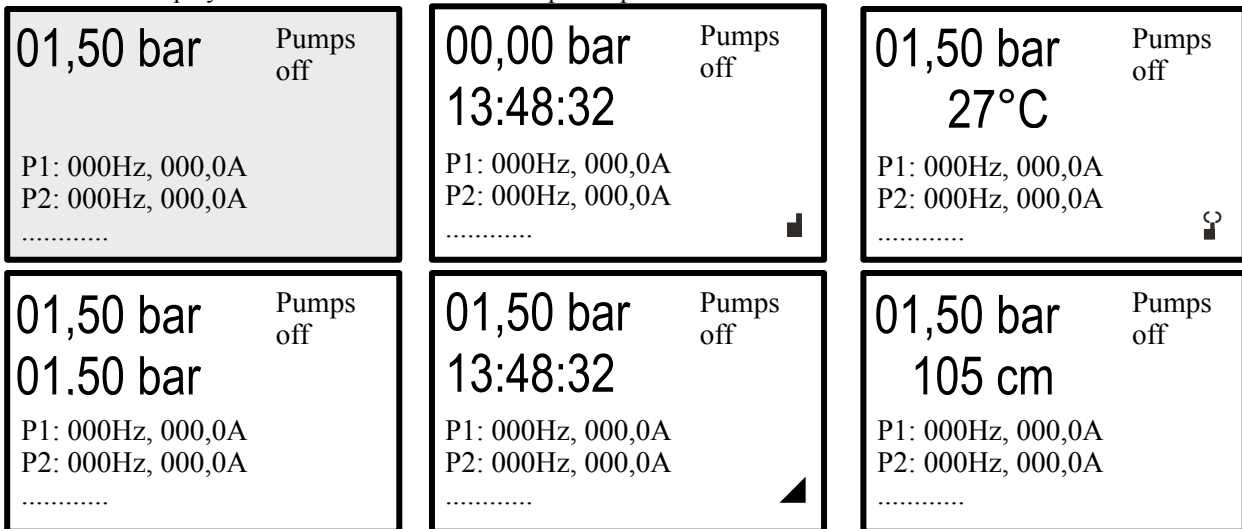 01,50 bar Pumps
off
P1: 000Hz, 000,0A
P2: 000Hz, 000,0A
............
00,00 bar Pumps
off
13:48:32
P1: 000Hz, 000,0A
P2: 000Hz, 000,0A
............
01,50 bar Pumps
off
27°C
P1: 000Hz, 000,0A
P2: 000Hz, 000,0A
............
01,50 bar Pumps
off
01.50 bar
P1: 000Hz, 000,0A
P2: 000Hz, 000,0A
............
01,50 bar Pumps
off
13:48:32
P1: 000Hz, 000,0A
P2: 000Hz, 000,0A
............
01,50 bar Pumps
off
105 cm
P1: 000Hz, 000,0A
P2: 000Hz, 000,0A
............